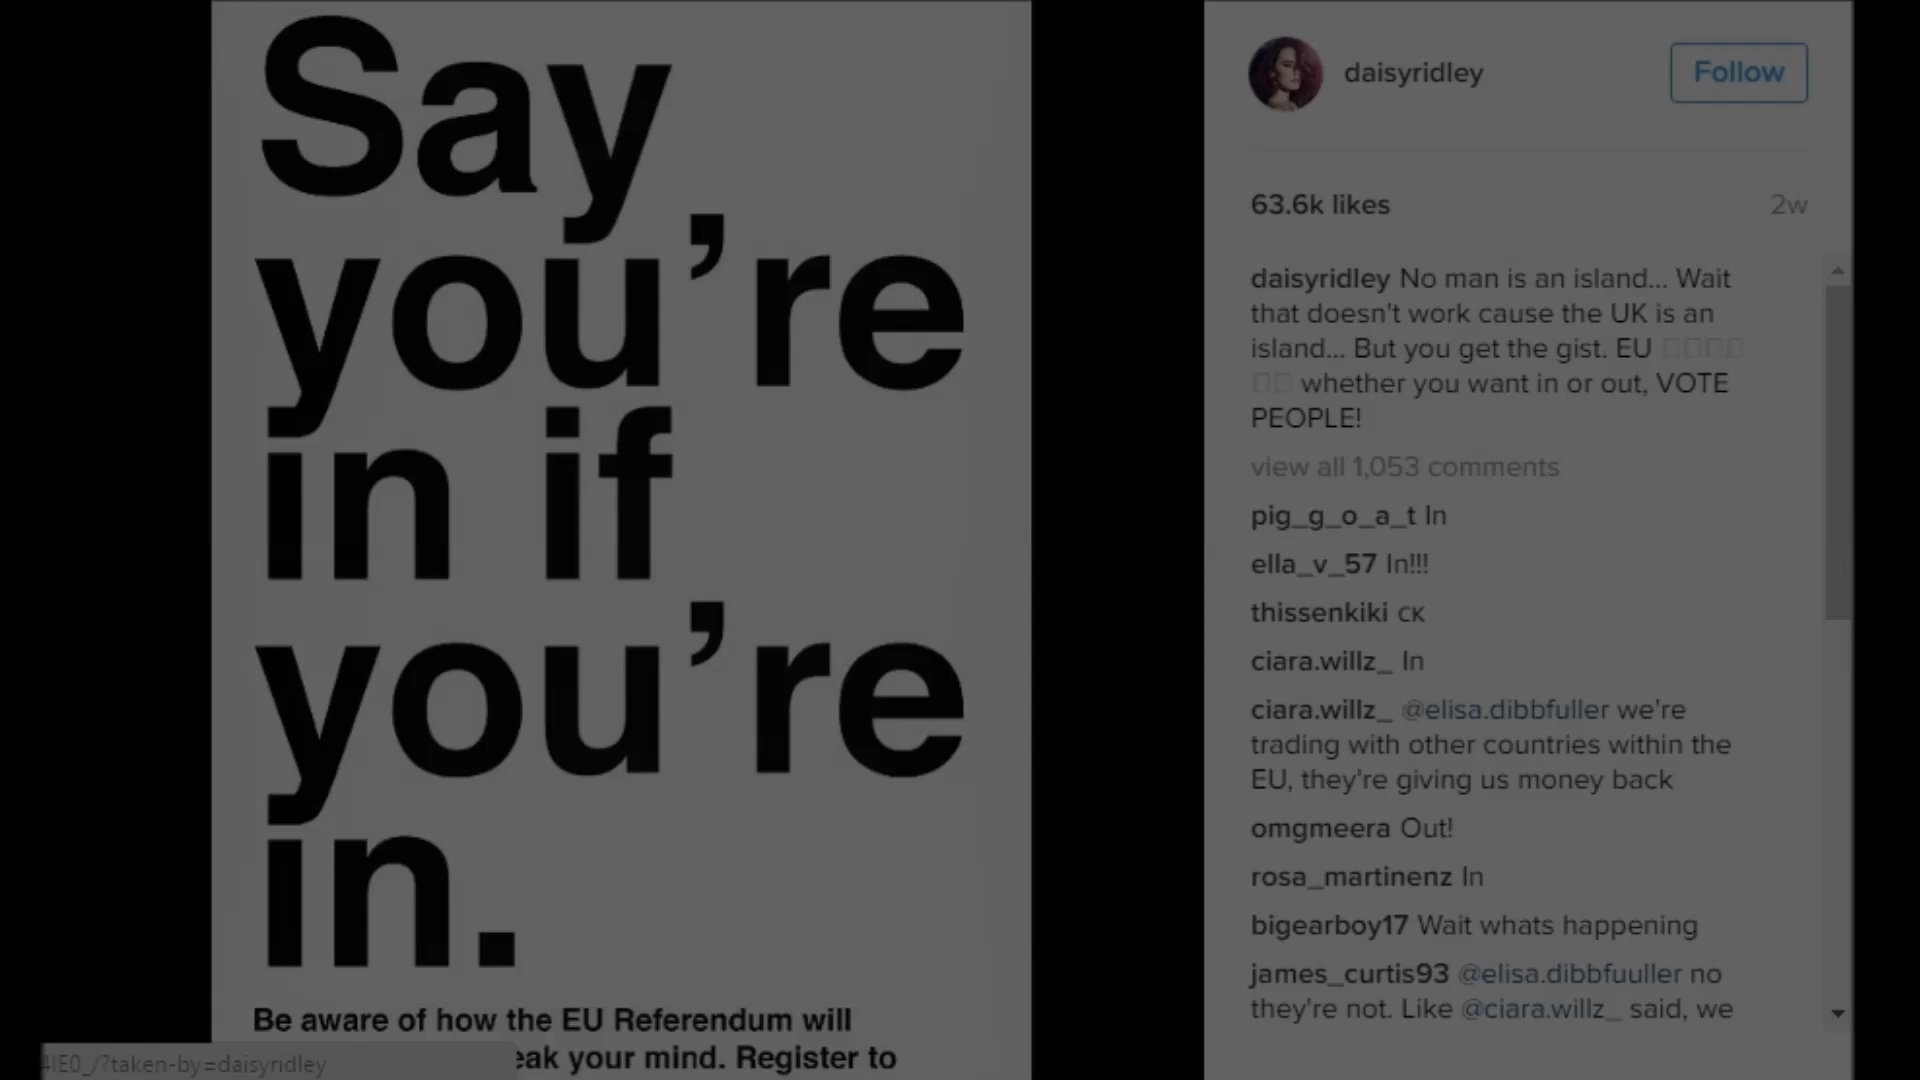 Say
you're
in if
you're
in.
Be aware of how the EU Referendum will
eak your mind. Register to
4IE0_/?taken-by=daisyridley
daisyridley
Follow
63.6k likes
2w
daisyridley No man is an island... Wait
that doesn't work cause the UK is an
island... But you get the gist. EU
whether you want in or out, VOTE
PEOPLE!
view all 1,053 comments
pig_g_o_a_t In
ella_v_57 In!!!
thissenkiki CK
ciara.willz_ In
ciara.willz_ @elisa.dibbfuller we're
trading with other countries within the
EU, they're giving us money back
omgmeera Out!
rosa_martinenz In
bigearboy17 Wait whats happening
james_curtis93 @elisa.dibbfuuller no
they're not. Like @ciara.willz_ said, we